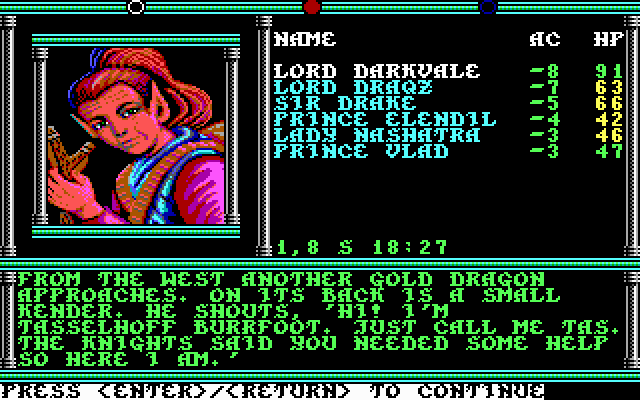 NAME AC HP
LORD DARKVALE -8 91
LORD DRAQZ -7 63
SIR DRAKE -5 66
PRINCE ELENDIL -4 42
LADY NASHATRA -3 46
PRINCE VLAD -3 47
1,8 S 18:27
FROM THE WEST ANOTHER GOLD DRAGON
APPROACHES. ON ITS BACK IS A SMALL
KENDER. HE SHOUTS, 'HI! I'M
TASSELHOFF BURRFOOT. JUST CALL ME TAS.
THE KNIGHTS SAID YOU NEEDED SOME HELP
SO HERE I AM.'
PRESS <ENTER>/<RETURN> TO CONTINUE